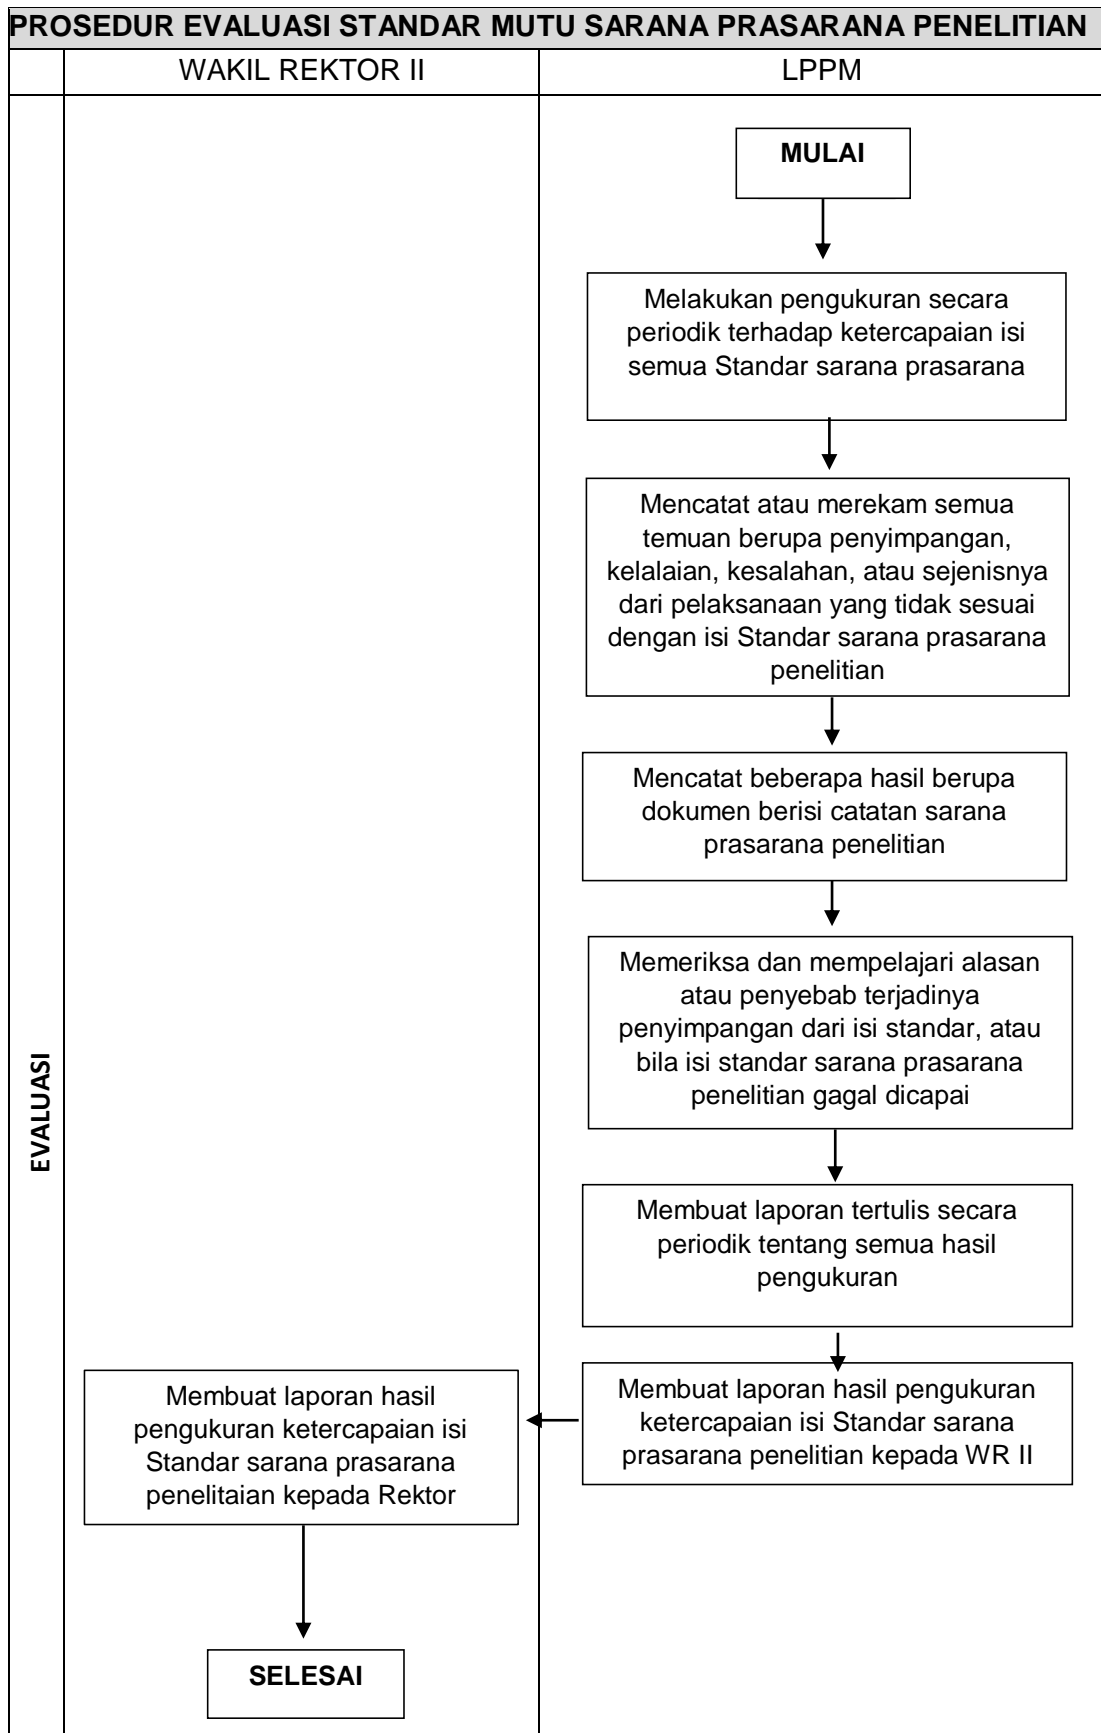 PROSEDUR EVALUASI STANDAR MUTU SARANA PRASARANA PENELITIAN
WAKIL REKTOR II
LPPM
EVALUASI
MULAI
Melakukan pengukuran secara
periodik terhadap ketercapaian isi
semua Standar sarana prasarana
Mencatat atau merekam semua
temuan berupa penyimpangan,
kelalaian, kesalahan, atau sejenisnya
dari pelaksanaan yang tidak sesuai
dengan isi Standar sarana prasarana
penelitian
Mencatat beberapa hasil berupa
dokumen berisi catatan sarana
prasarana penelitian
Memeriksa dan mempelajari alasan
atau penyebab terjadinya
penyimpangan dari isi standar, atau
bila isi standar sarana prasarana
penelitian gagal dicapai
Membuat laporan tertulis secara
periodik tentang semua hasil
pengukuran
Membuat laporan hasil pengukuran
ketercapaian isi Standar sarana
prasarana penelitian kepada WR II
Membuat laporan hasil
pengukuran ketercapaian isi
Standar sarana prasarana
penelitaian kepada Rektor
SELESAI